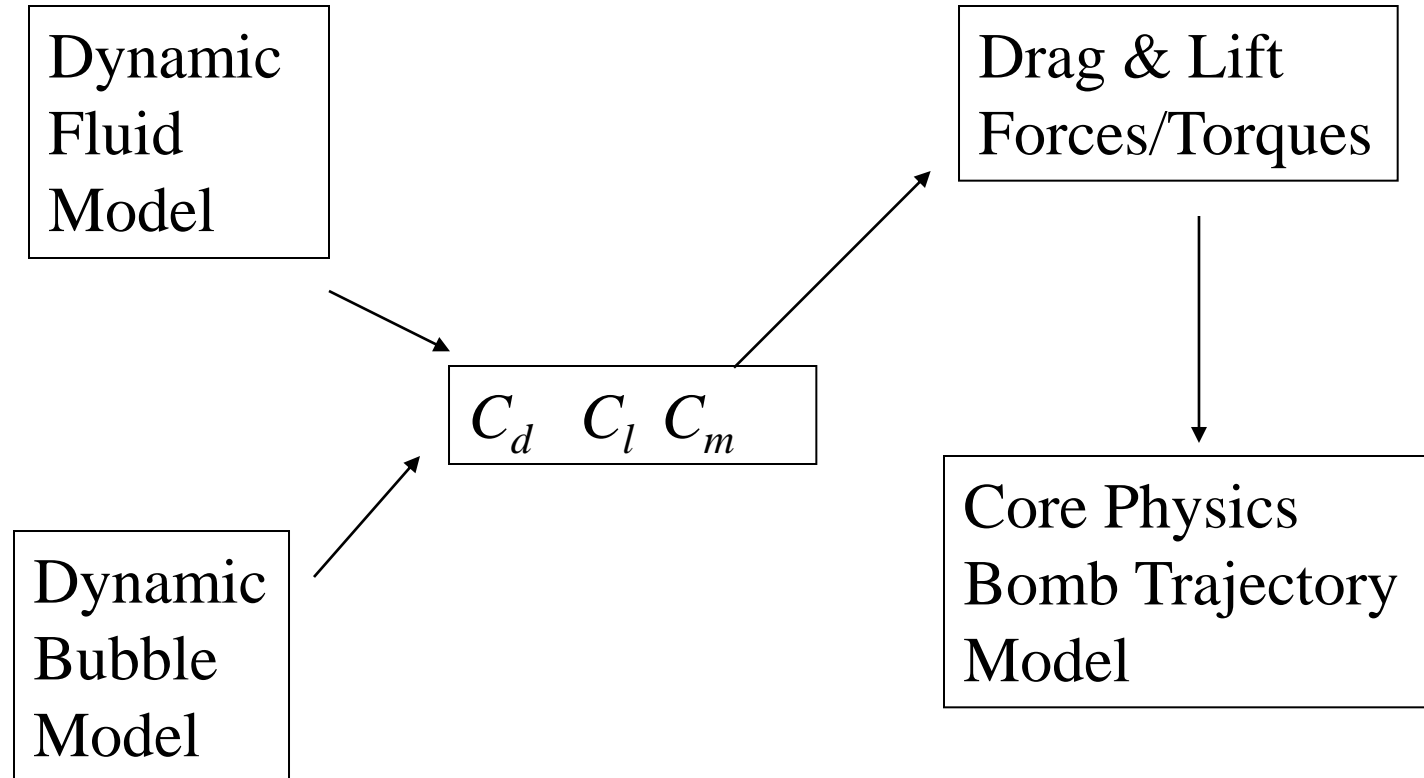 Dynamic
Fluid
Model
Drag & Lift
Forces/Torques
C_d C_l C_m
Dynamic
Bubble
Model
Core Physics
Bomb Trajectory
Model